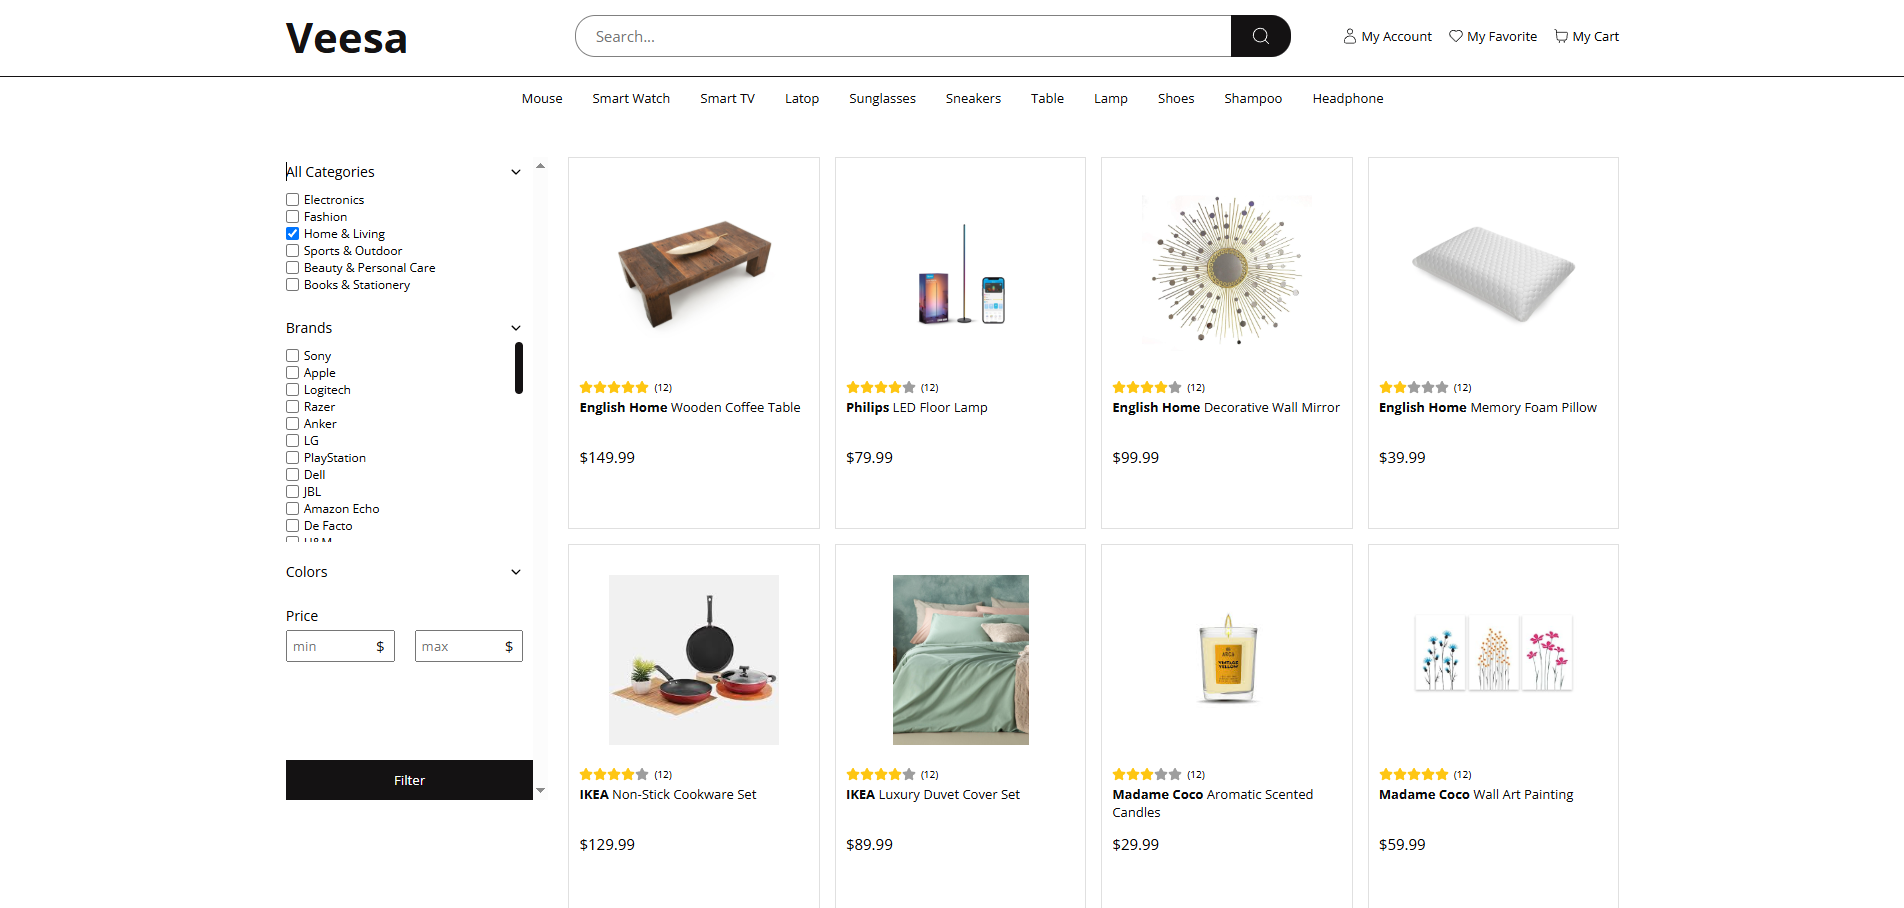 Veesa
Search...
My Account
My Favorite
My Cart
Mouse
Smart Watch
Smart TV
Latop
Sunglasses
Sneakers
Table
Lamp
Shoes
Shampoo
Headphone
All Categories
Electronics
Fashion
Home & Living
Sports & Outdoor
Beauty & Personal Care
Books & Stationery
Brands
Sony
Apple
Logitech
Razer
Anker
LG
PlayStation
Dell
JBL
Amazon Echo
De Facto
H&M
Colors
Price
min $
max $
Filter
(12)
English Home Wooden Coffee Table
$149.99
(12)
Philips LED Floor Lamp
$79.99
(12)
English Home Decorative Wall Mirror
$99.99
(12)
English Home Memory Foam Pillow
$39.99
(12)
IKEA Non-Stick Cookware Set
$129.99
(12)
IKEA Luxury Duvet Cover Set
$89.99
VINTAGE
YELLOW
(12)
Madame Coco Aromatic Scented
Candles
$29.99
(12)
Madame Coco Wall Art Painting
$59.99